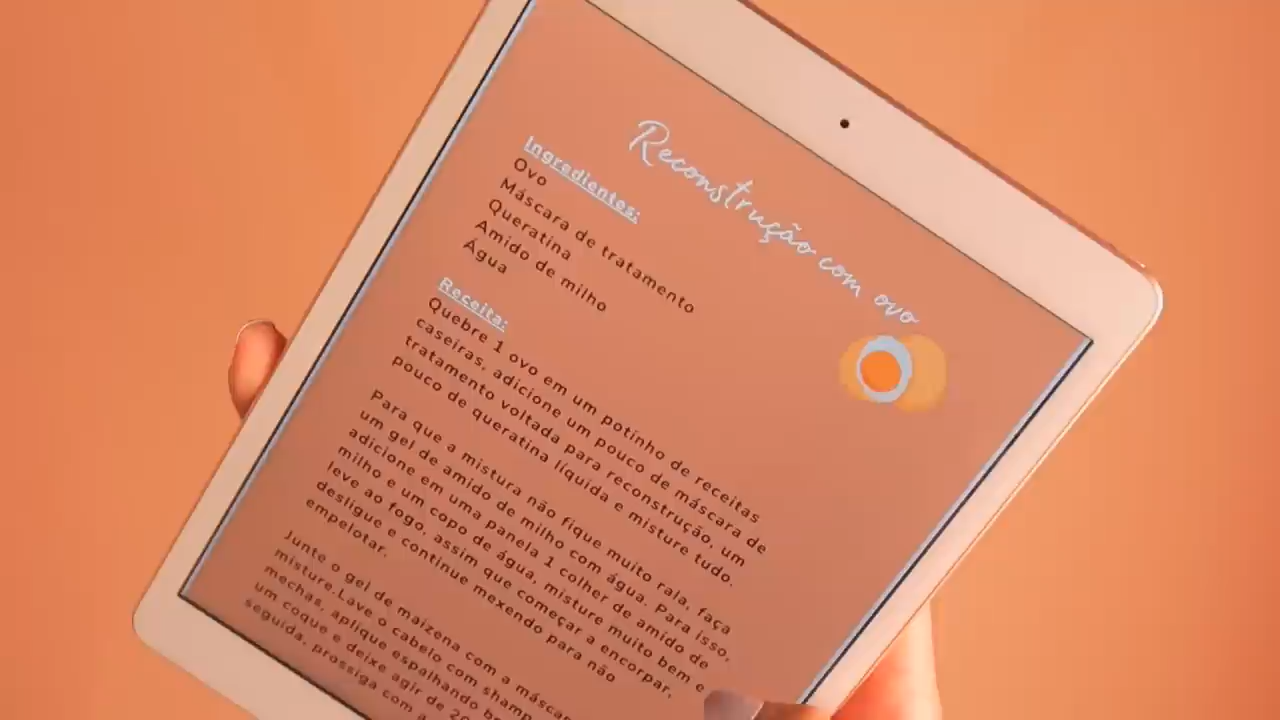 Reconstrução com ovo
Ingredientes:
Ovo
Máscara de tratamento
Queratina
Amido de milho
Água
Receita:
Quebre 1 ovo em um potinho de receitas
caseiras, adicione um pouco de máscara de
tratamento voltada para reconstrução, um
pouco de queratina líquida e misture tudo.
Para que a mistura não fique muito rala, faça
um gel de amido de milho com água. Para isso,
adicione em uma panela 1 colher de amido de
milho e um copo de água, misture muito bem e
leve ao fogo, assim que começar a encorpar,
desligue e continue mexendo para não
empelotar.
Junte o gel de maizena com a
mistura.Lave o cabelo com
mechas, aplique espalhando
um coque e deixe agir de
seguida, prossiga com